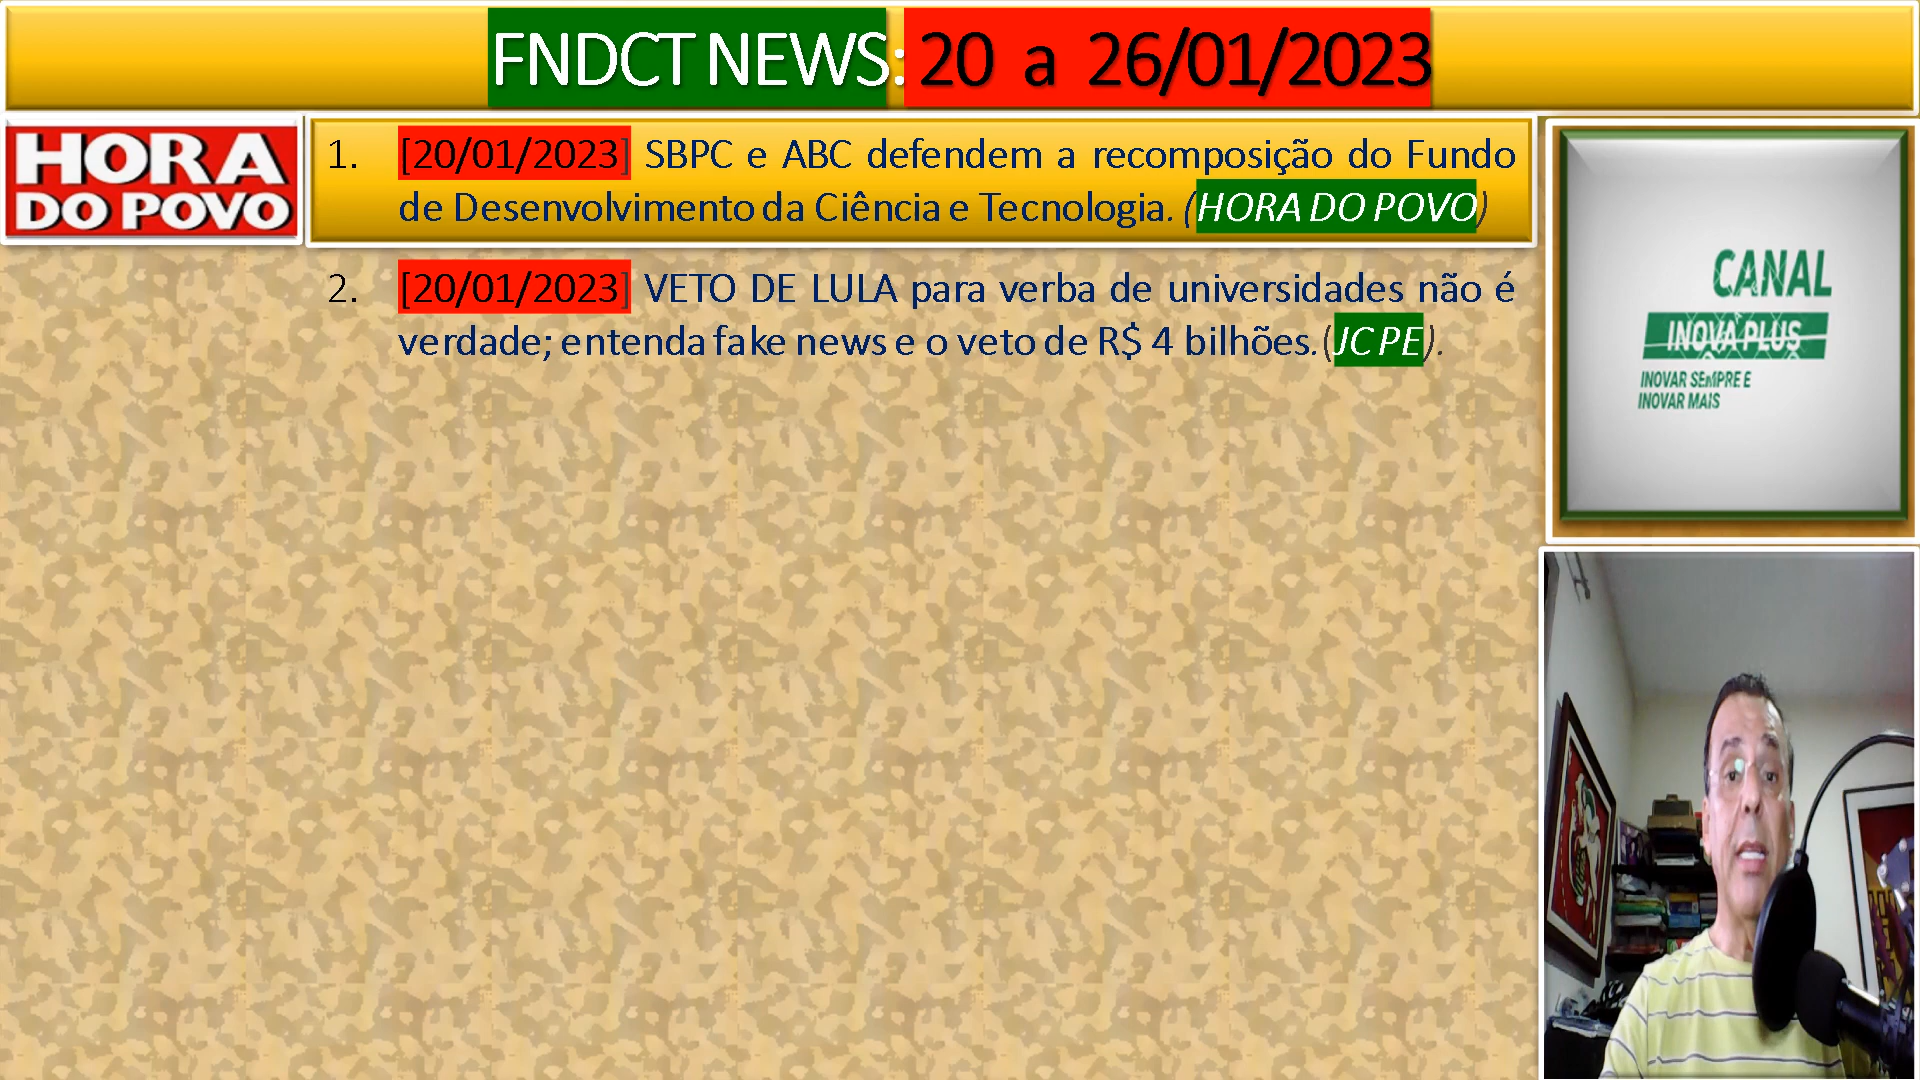 FNDCT NEWS: 20 a 26/01/2023
HORA
DO POVO
1. [20/01/2023] SBPC e ABC defendem a recomposição do Fundo
de Desenvolvimento da Ciência e Tecnologia. (HORA DO POVO)
2. [20/01/2023] VETO DE LULA para verba de universidades não é
verdade; entenda fake news e o veto de R$ 4 bilhões.(JC PE).
CANAL
INOVA PLUS
INOVAR SEMPRE E
INOVAR MAIS